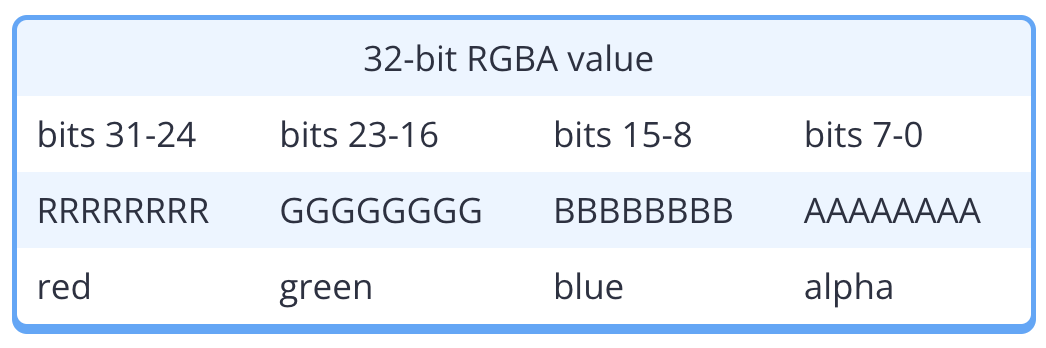 32-bit RGBA value
bits 31-24 bits 23-16 bits 15-8 bits 7-0
RRRRRRRR GGGGGGGG BBBBBBBB AAAAAAAA
red green blue alpha